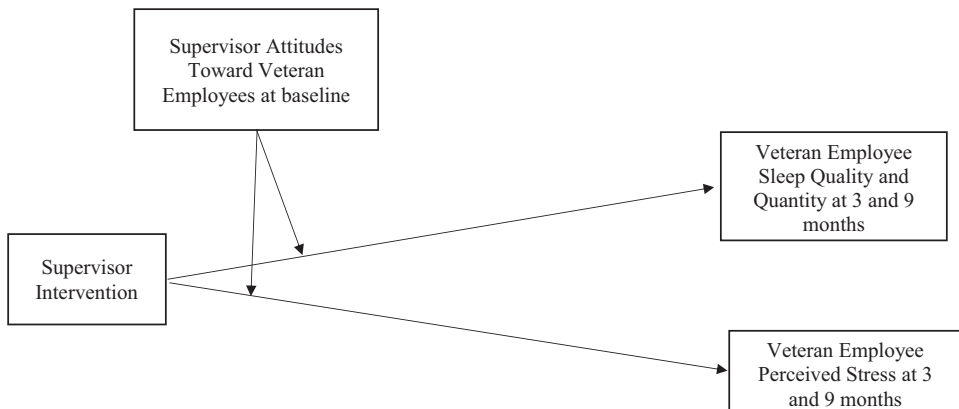 Supervisor Attitudes
Toward Veteran
Employees at baseline
Veteran Employee
Sleep Quality and
Quantity at 3 and 9
months
Supervisor
Intervention
Veteran Employee
Perceived Stress at 3
and 9 months